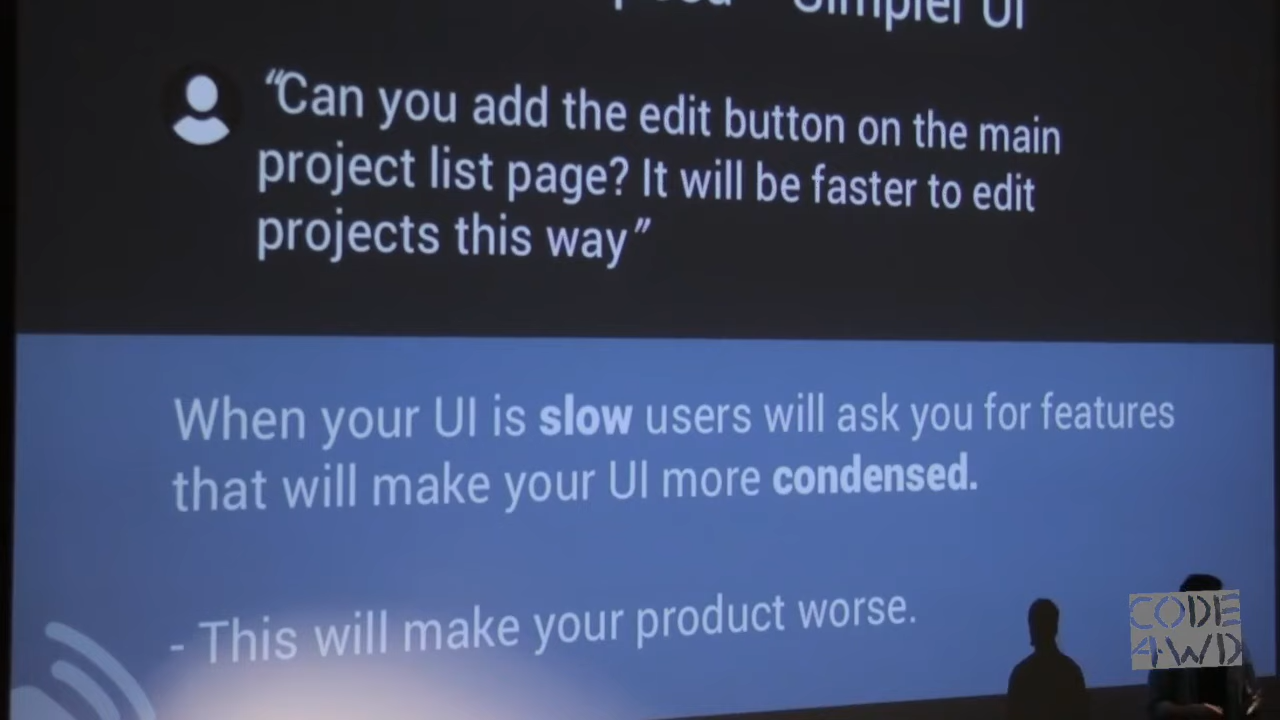 Simpler UI
“Can you add the edit button on the main
project list page? It will be faster to edit
projects this way”
When your UI is slow users will ask you for features
that will make your UI more condensed.
- This will make your product worse.
CODE
4WD